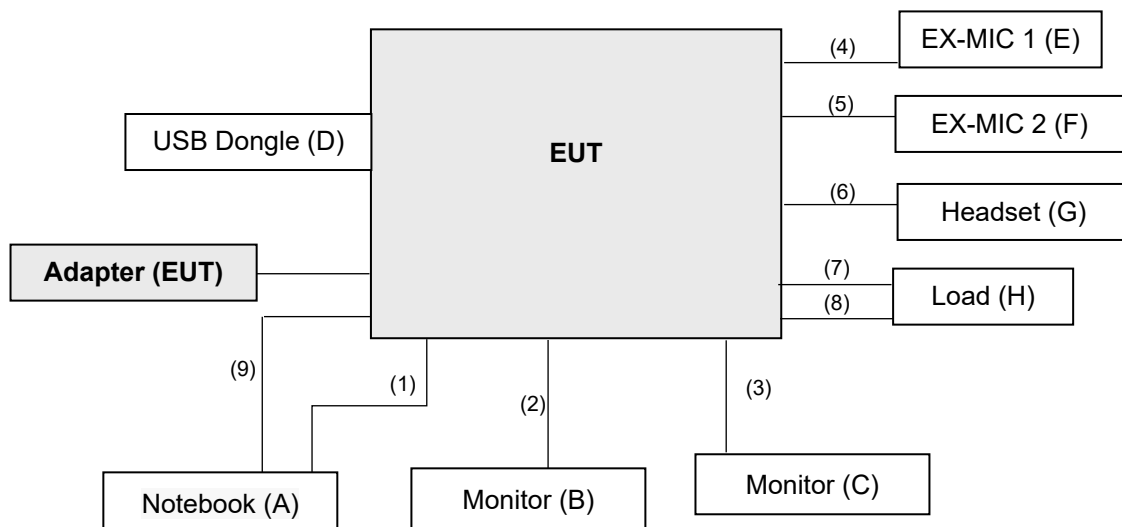 EX-MIC 1 (E)
(4)
(5)
EX-MIC 2 (F)
USB Dongle (D)
EUT
(6)
Headset (G)
Adapter (EUT)
(7)
Load (H)
(8)
(9)
(1)
(2)
(3)
Notebook (A)
Monitor (B)
Monitor (C)